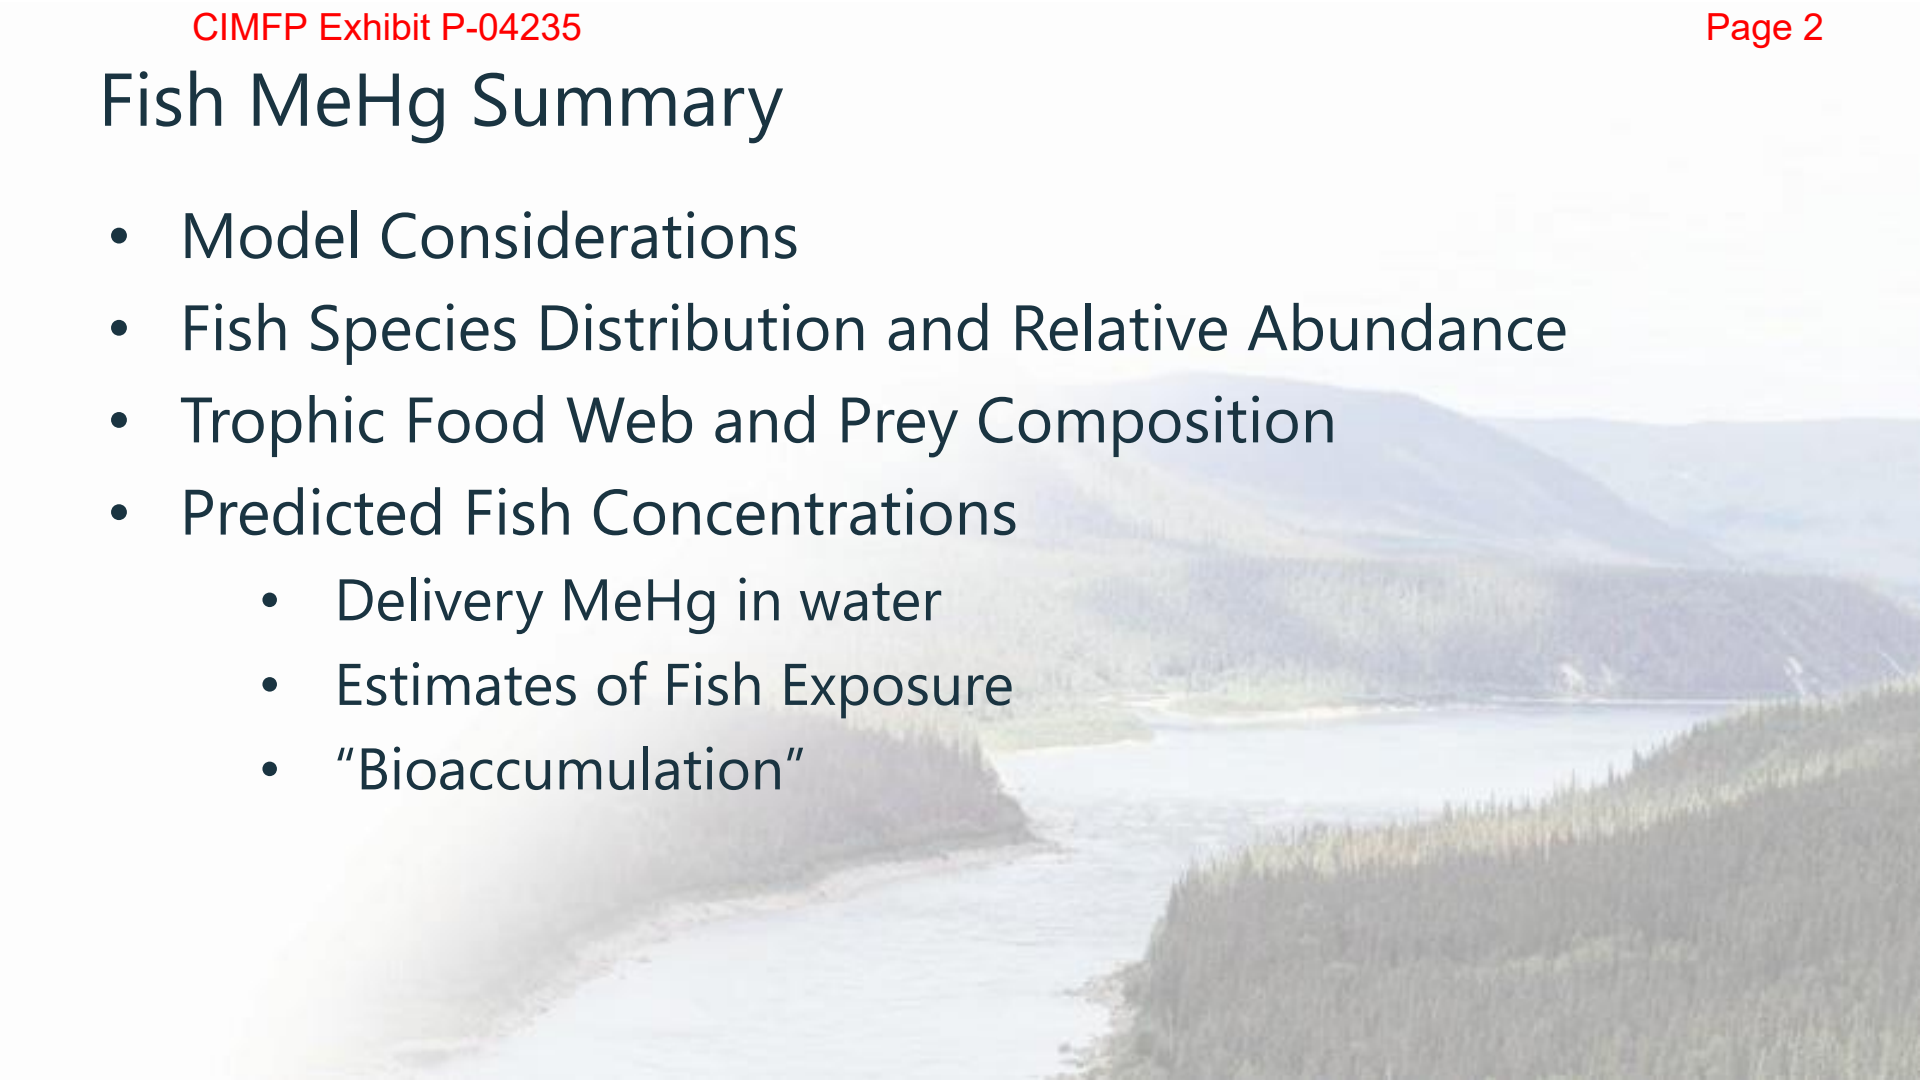 CIMFP Exhibit P-04235 Page 2
Fish MeHg Summary
• Model Considerations
• Fish Species Distribution and Relative Abundance
• Trophic Food Web and Prey Composition
• Predicted Fish Concentrations
• Delivery MeHg in water
• Estimates of Fish Exposure
• “Bioaccumulation”